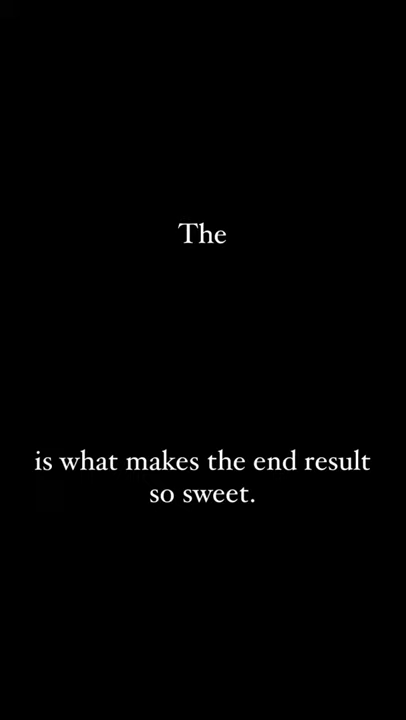 The
is what makes the end result
so sweet.